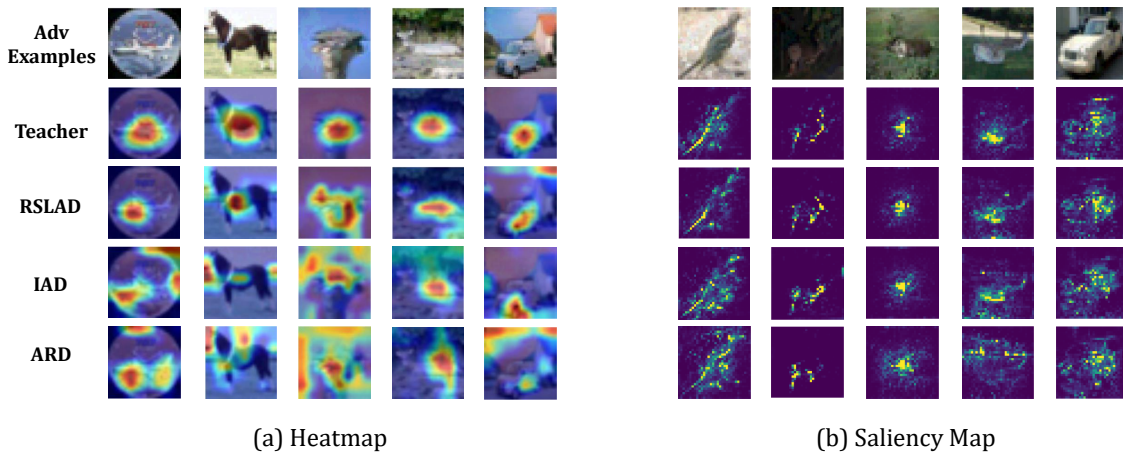 Adv
Examples
Teacher
RSLAD
IAD
ARD
(a) Heatmap
(b) Saliency Map